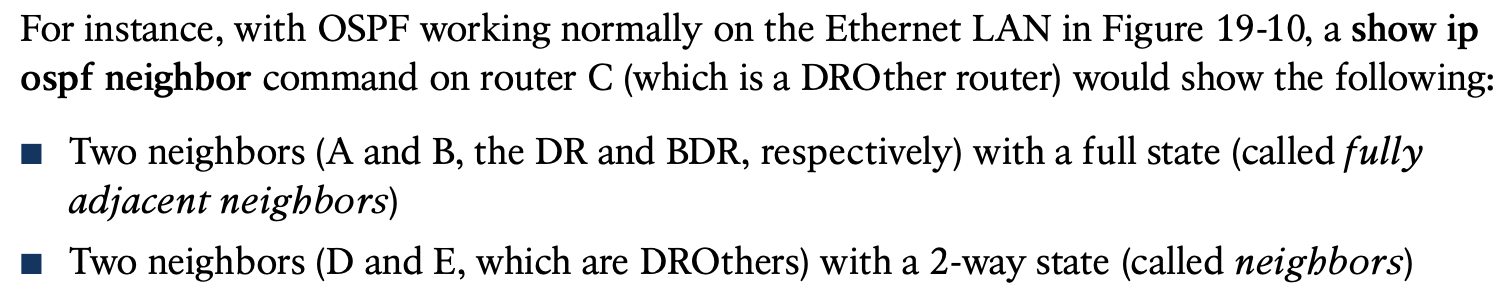 For instance, with OSPF working normally on the Ethernet LAN in Figure 19-10, a show ip
ospf neighbor command on router C (which is a DROther router) would show the following:
■ Two neighbors (A and B, the DR and BDR, respectively) with a full state (called fully
adjacent neighbors)
■ Two neighbors (D and E, which are DROthers) with a 2-way state (called neighbors)